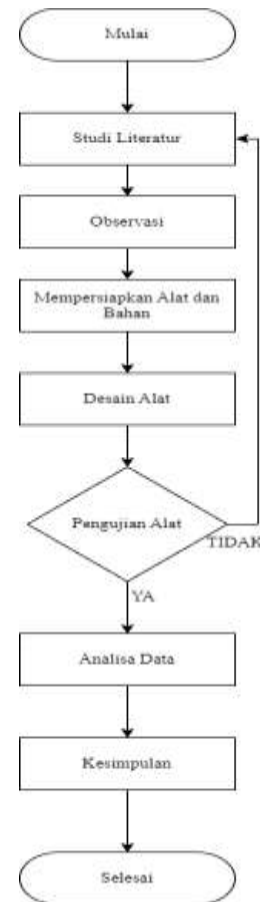 Mulai
Studi Literatur
Observasi
Mempersiapkan Alat dan
Bahan
Desain Alat
Pengujian Alat
TIDAK
YA
Analisa Data
Kesimpulan
Selesai